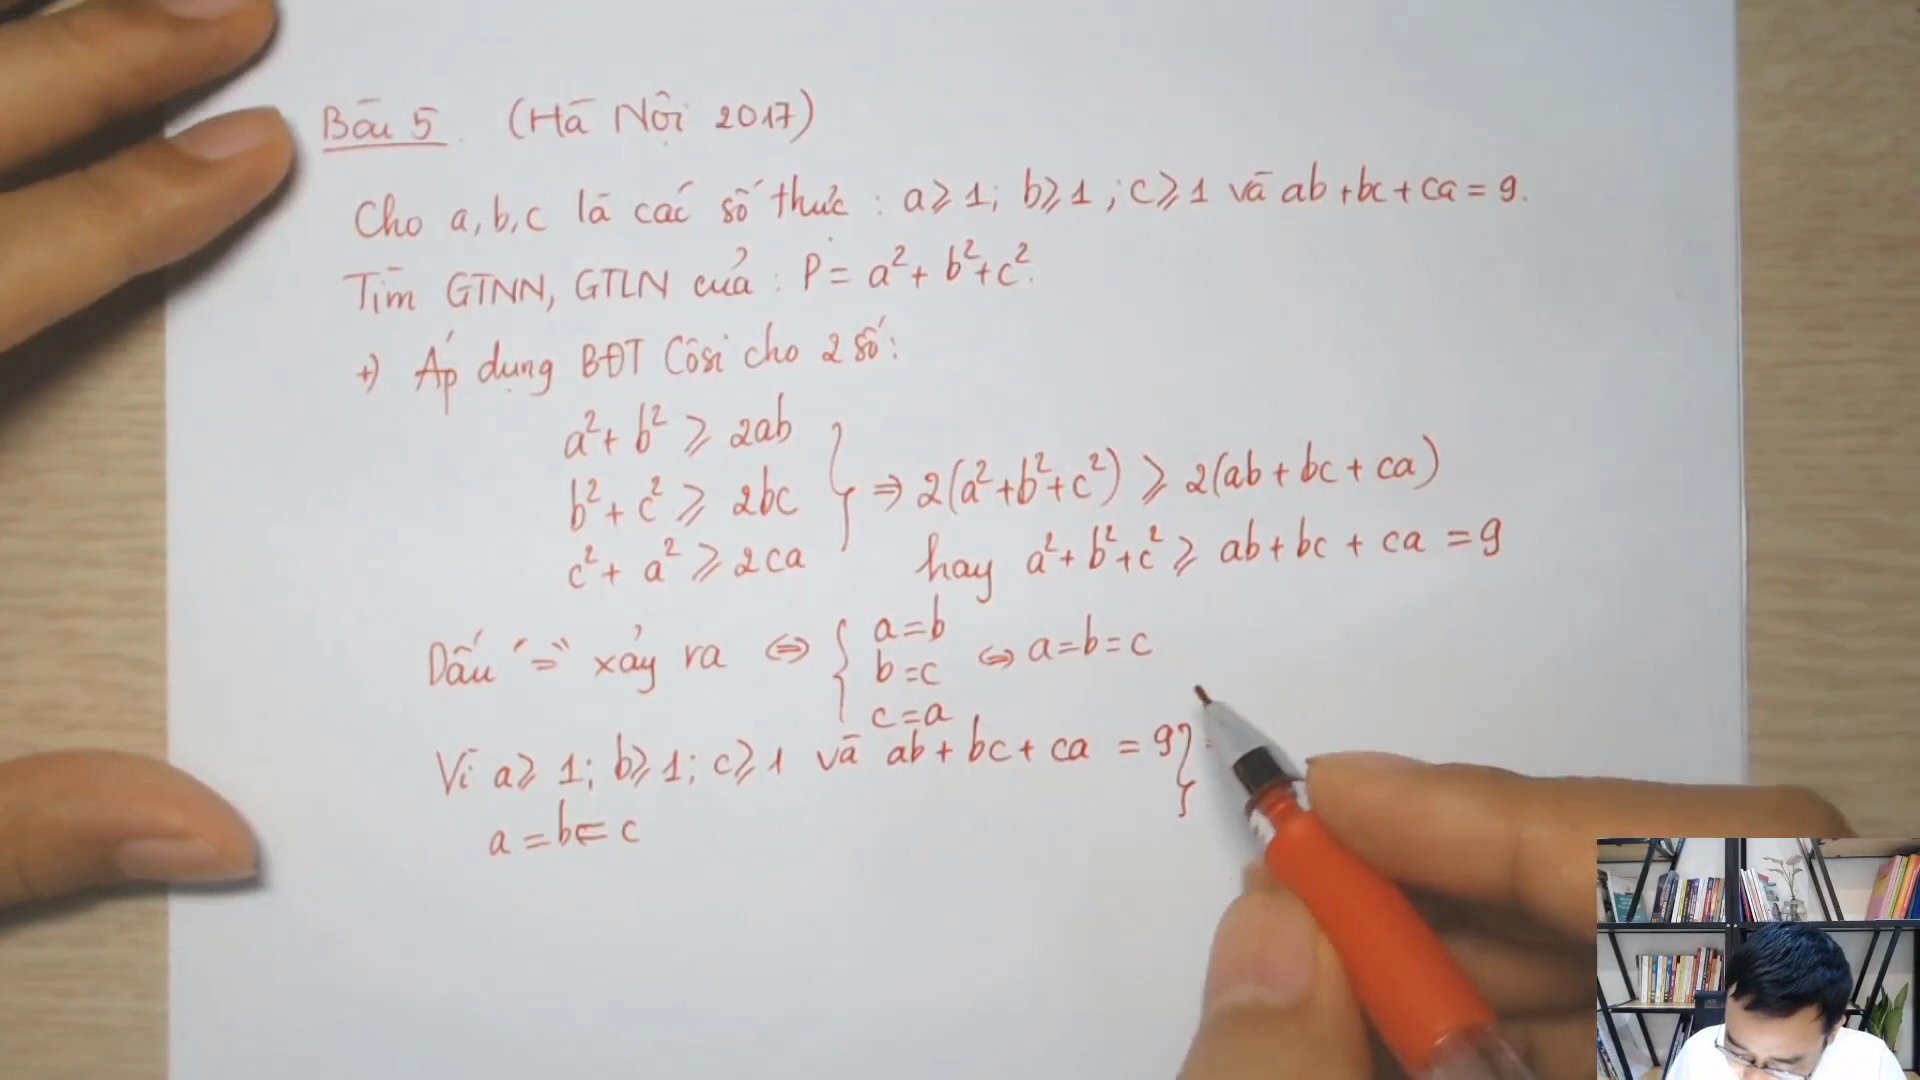 Bài 5. (Hà Nội 2017)
Cho a, b, c là các số thức : a ⩾ 1; b ⩾ 1 ; c ⩾ 1 và ab + bc + ca = 9.
Tìm GTNN, GTLN của : P = a² + b² + c².
+) Áp dụng BĐT Côsi cho 2 số :
a² + b² ⩾ 2ab
b² + c² ⩾ 2bc } ⇒ 2(a² + b² + c²) ⩾ 2(ab + bc + ca)
c² + a² ⩾ 2ca hay a² + b² + c² ⩾ ab + bc + ca = 9
Dấu "=" xảy ra ⇔ { a = b
b = c ⇔ a = b = c
c = a
Vì a ⩾ 1; b ⩾ 1; c ⩾ 1 và ab + bc + ca = 9 }
a = b = c